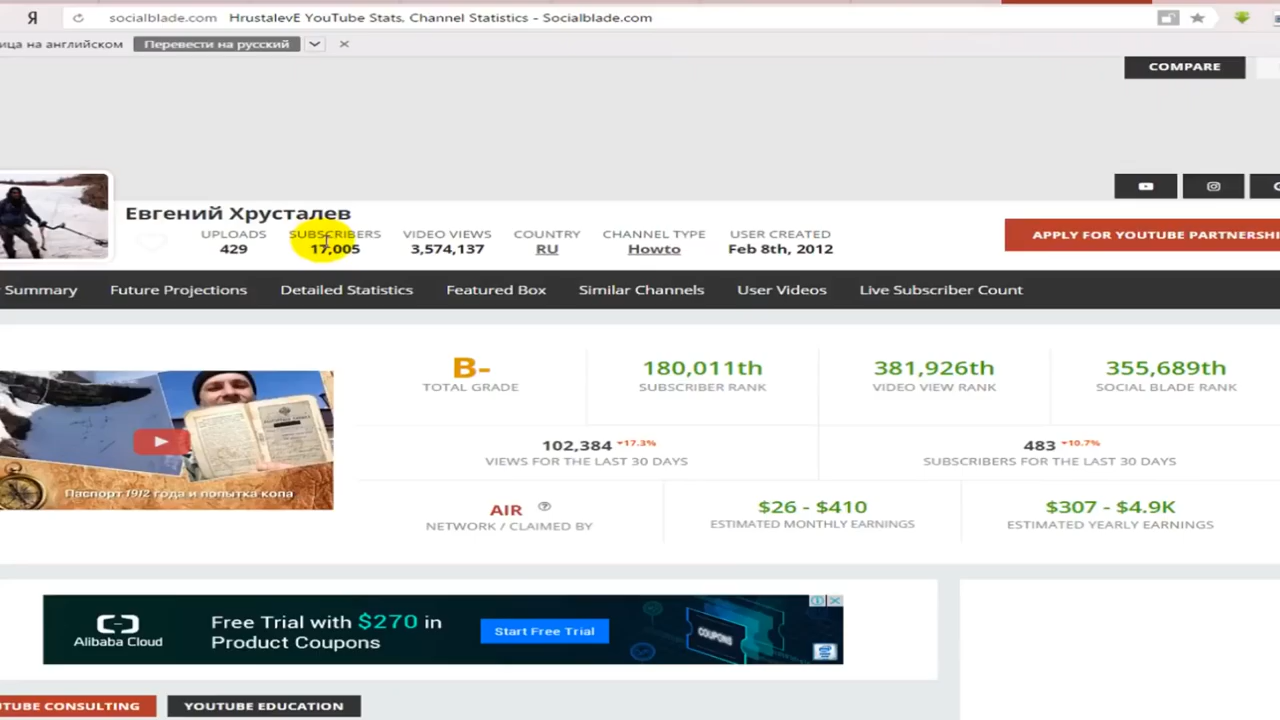 Я socialblade.com HrustalevE YouTube Stats, Channel Statistics - Socialblade.com
ица на английском Перевести на русский
COMPARE
Евгений Хрусталев
UPLOADS SUBSCRIBERS VIDEO VIEWS COUNTRY CHANNEL TYPE USER CREATED
429 17,005 3,574,137 RU Howto Feb 8th, 2012
APPLY FOR YOUTUBE PARTNERSHI
Summary Future Projections Detailed Statistics Featured Box Similar Channels User Videos Live Subscriber Count
B- 180,011th 381,926th 355,689th
TOTAL GRADE SUBSCRIBER RANK VIDEO VIEW RANK SOCIAL BLADE RANK
102,384 17.3% 483 10.7%
VIEWS FOR THE LAST 30 DAYS SUBSCRIBERS FOR THE LAST 30 DAYS
Паспорт 1912 года и попытка копа
AIR $26 - $410 $307 - $4.9K
NETWORK / CLAIMED BY ESTIMATED MONTHLY EARNINGS ESTIMATED YEARLY EARNINGS
Alibaba Cloud
Free Trial with $270 in
Product Coupons
Start Free Trial
COUPONS
UTUBE CONSULTING YOUTUBE EDUCATION